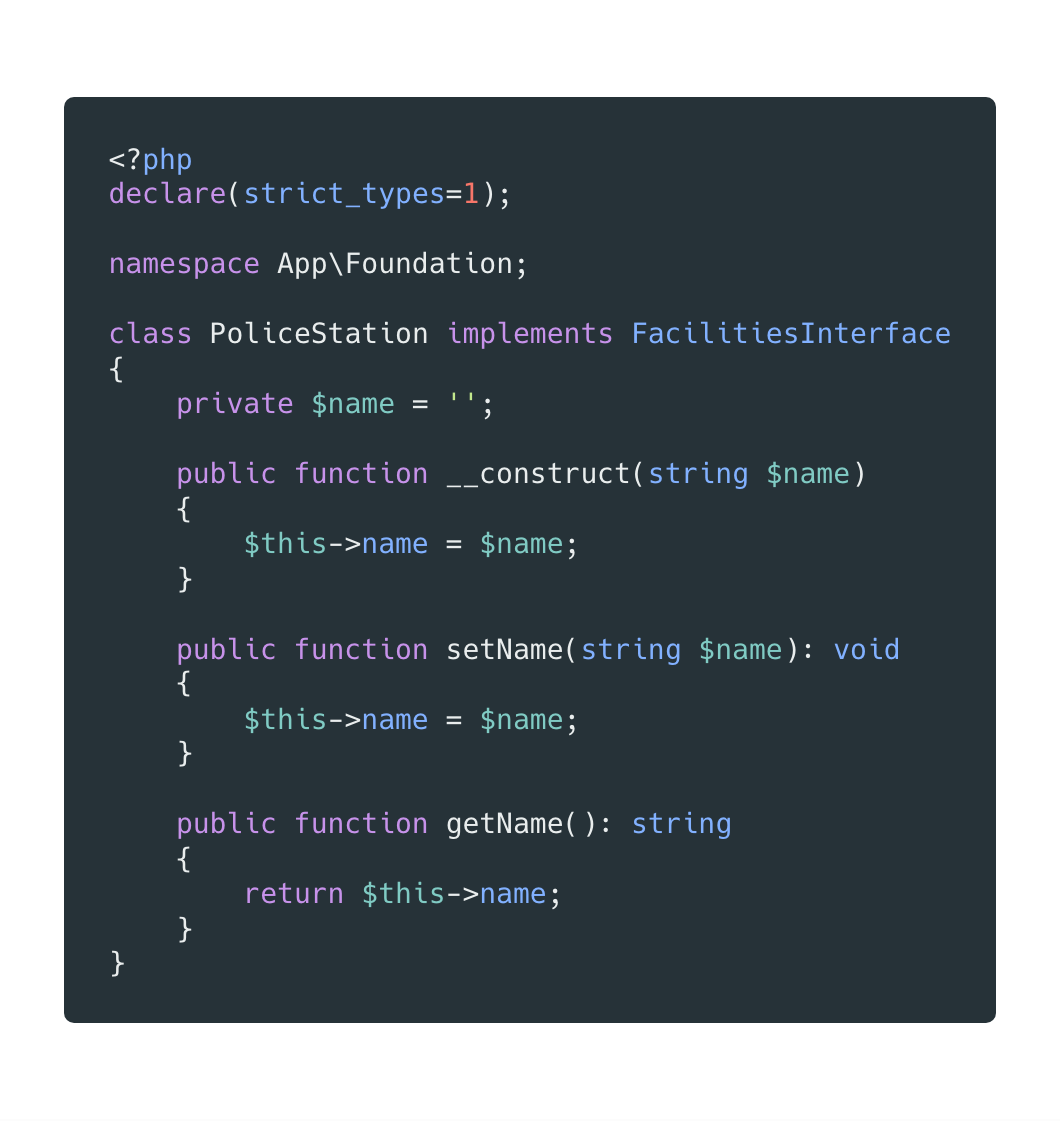 <?php
declare(strict_types=1);

namespace App\Foundation;

class PoliceStation implements FacilitiesInterface
{
    private $name = '';

    public function __construct(string $name)
    {
        $this->name = $name;
    }

    public function setName(string $name): void
    {
        $this->name = $name;
    }

    public function getName(): string
    {
        return $this->name;
    }
}